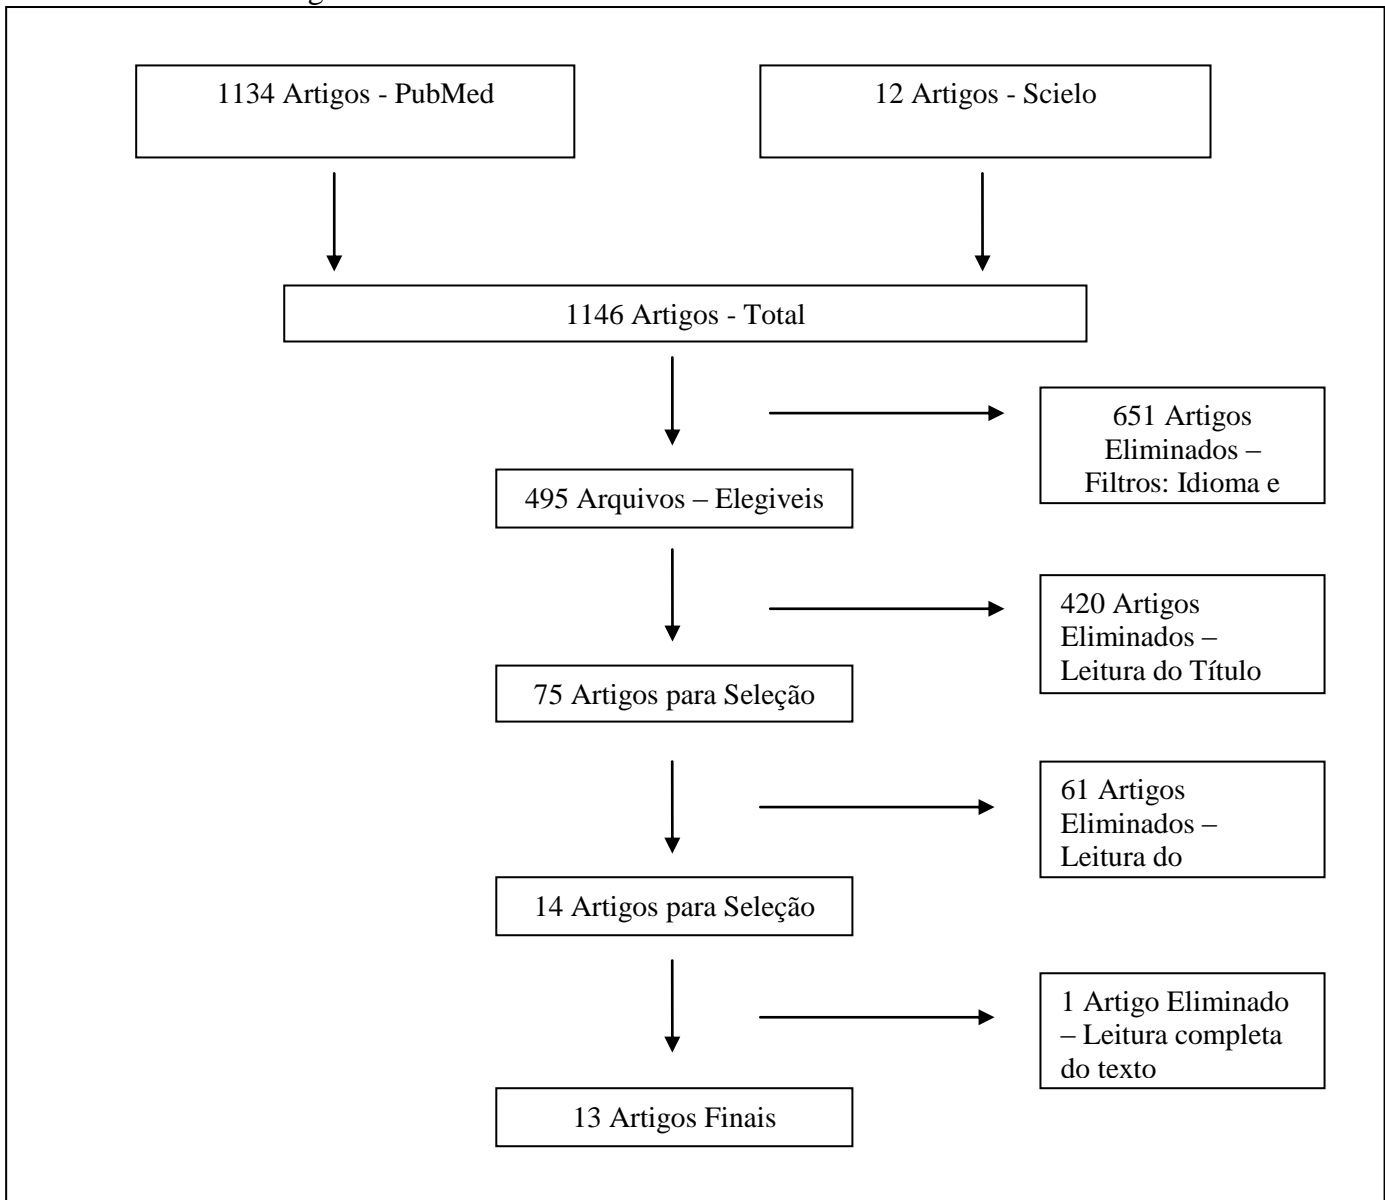 1134 Artigos - PubMed
12 Artigos - Scielo
1146 Artigos - Total
651 Artigos
Eliminados –
Filtros: Idioma e
495 Arquivos – Elegiveis
420 Artigos
Eliminados –
Leitura do Título
75 Artigos para Seleção
61 Artigos
Eliminados –
Leitura do
14 Artigos para Seleção
1 Artigo Eliminado
– Leitura completa
do texto
13 Artigos Finais